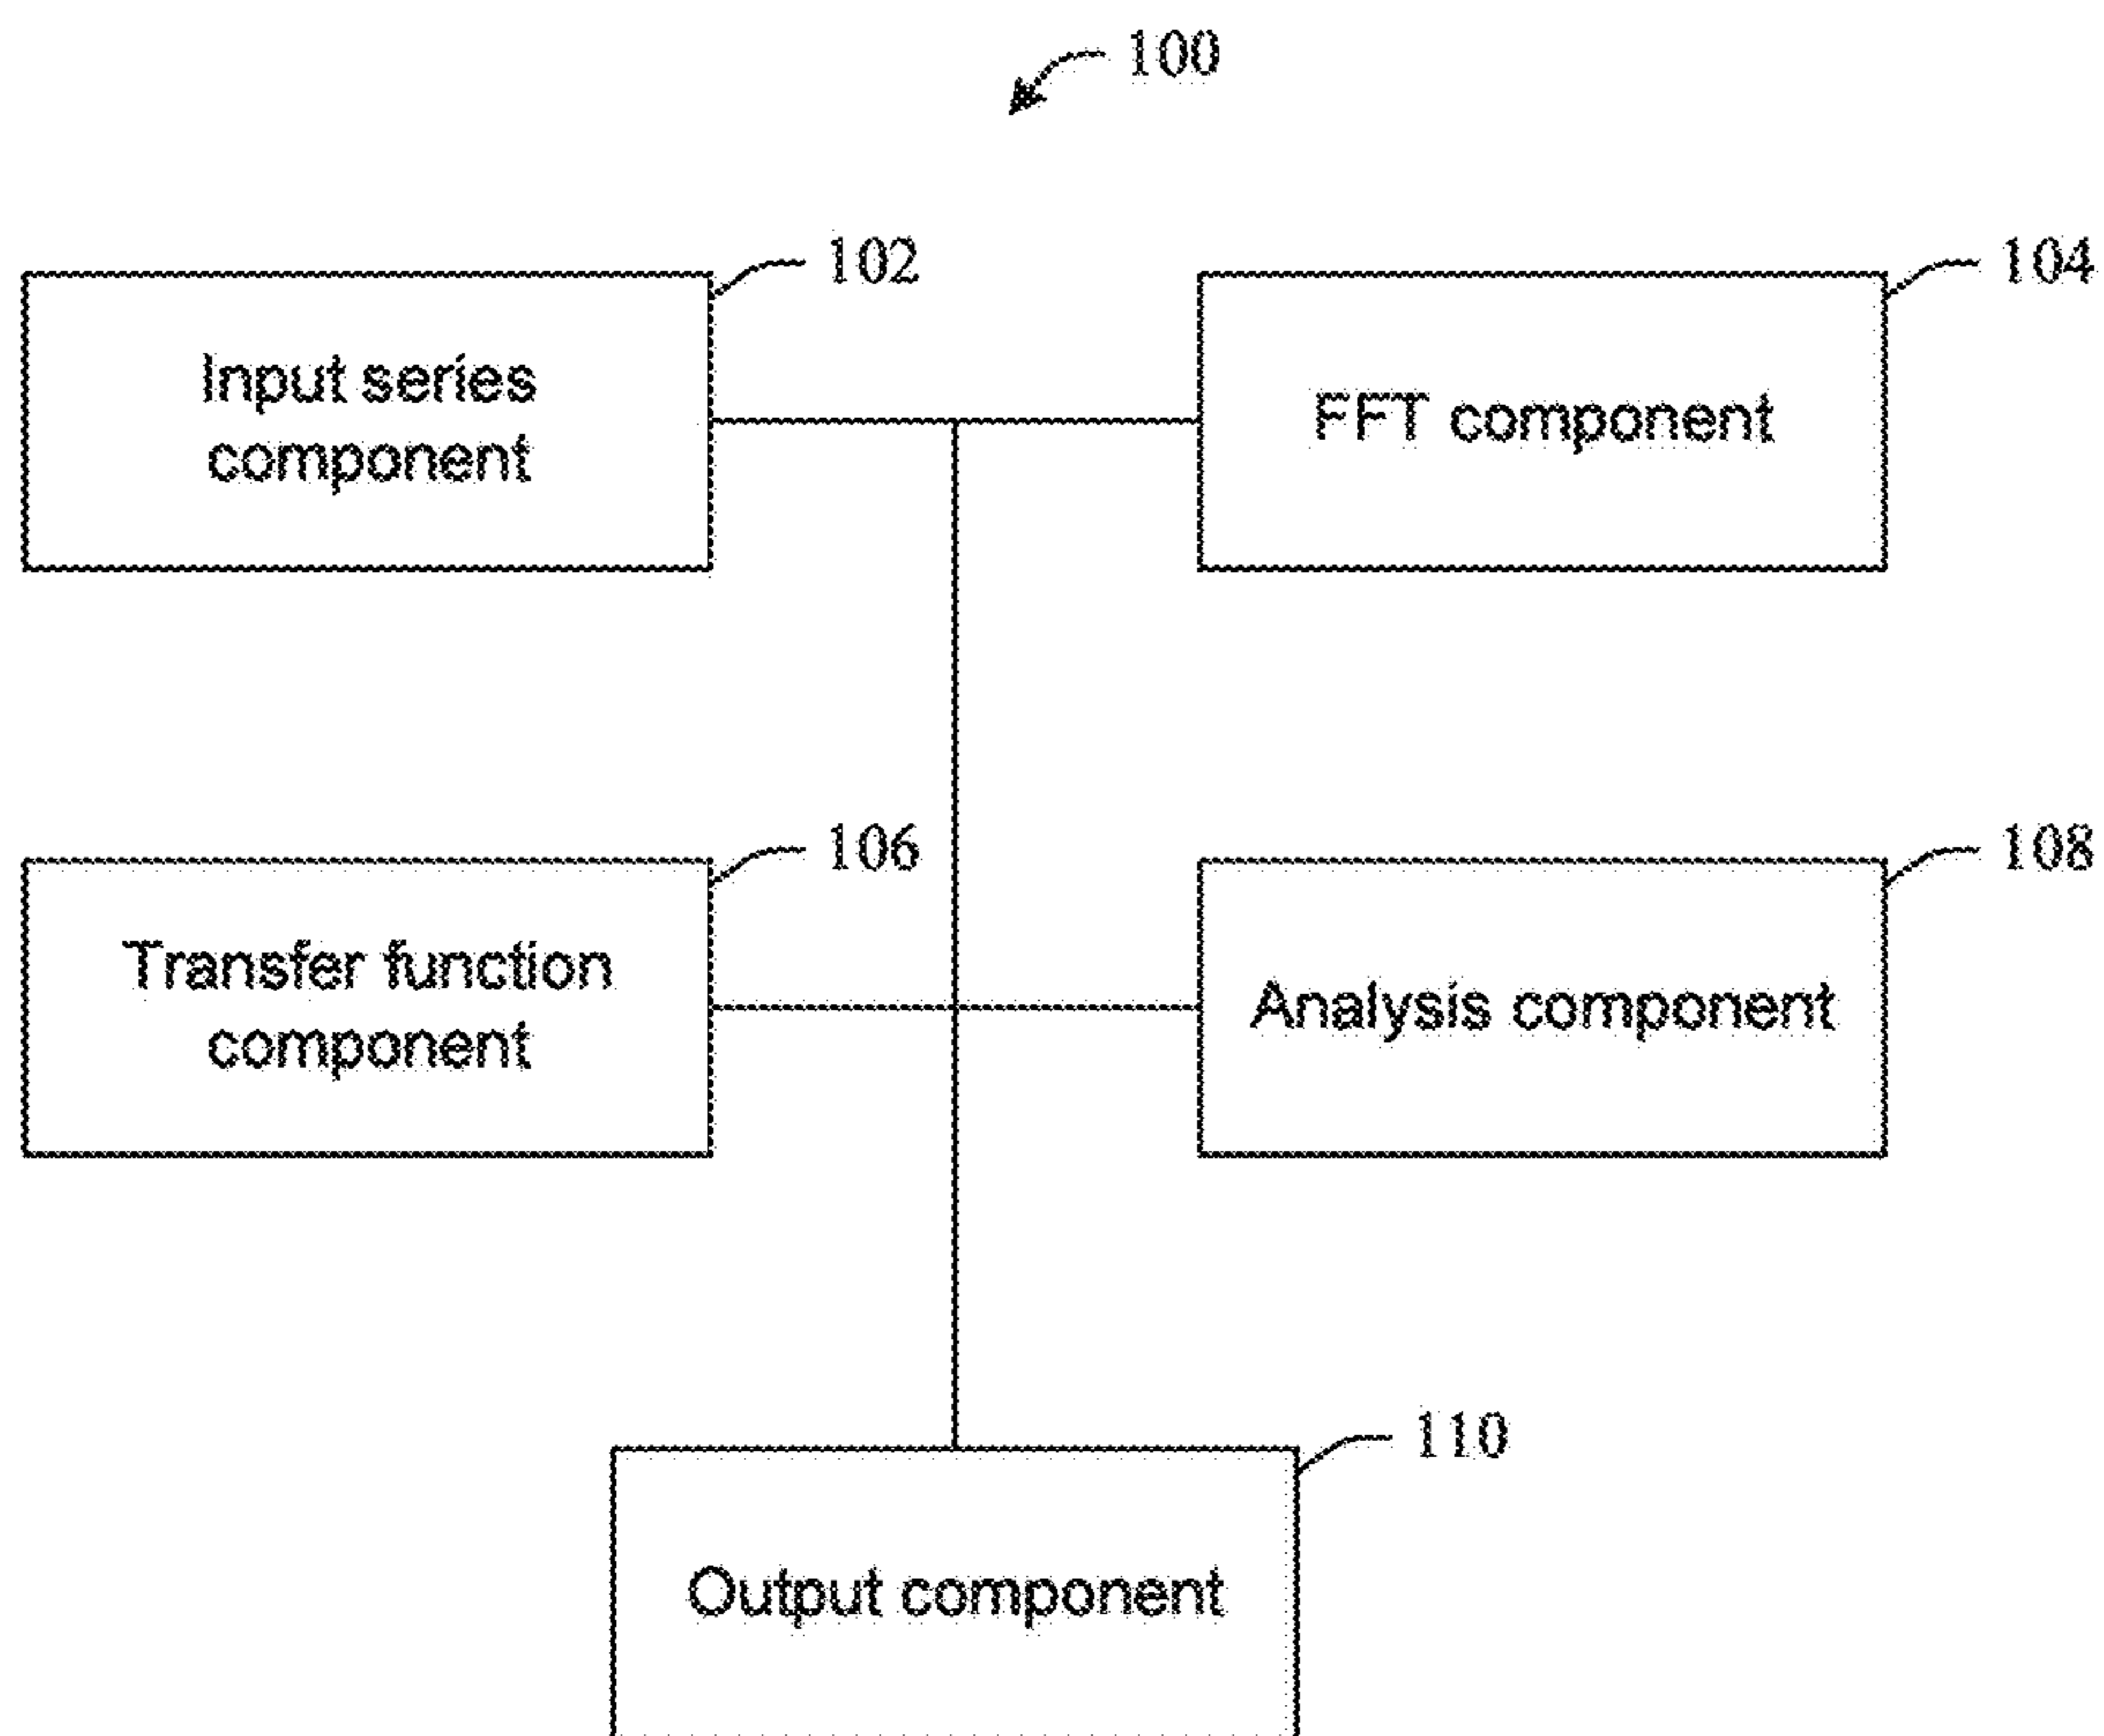 100
102
104
Input series
component
FFT component
106
108
Transfer function
component
Analysis component
110
Output component